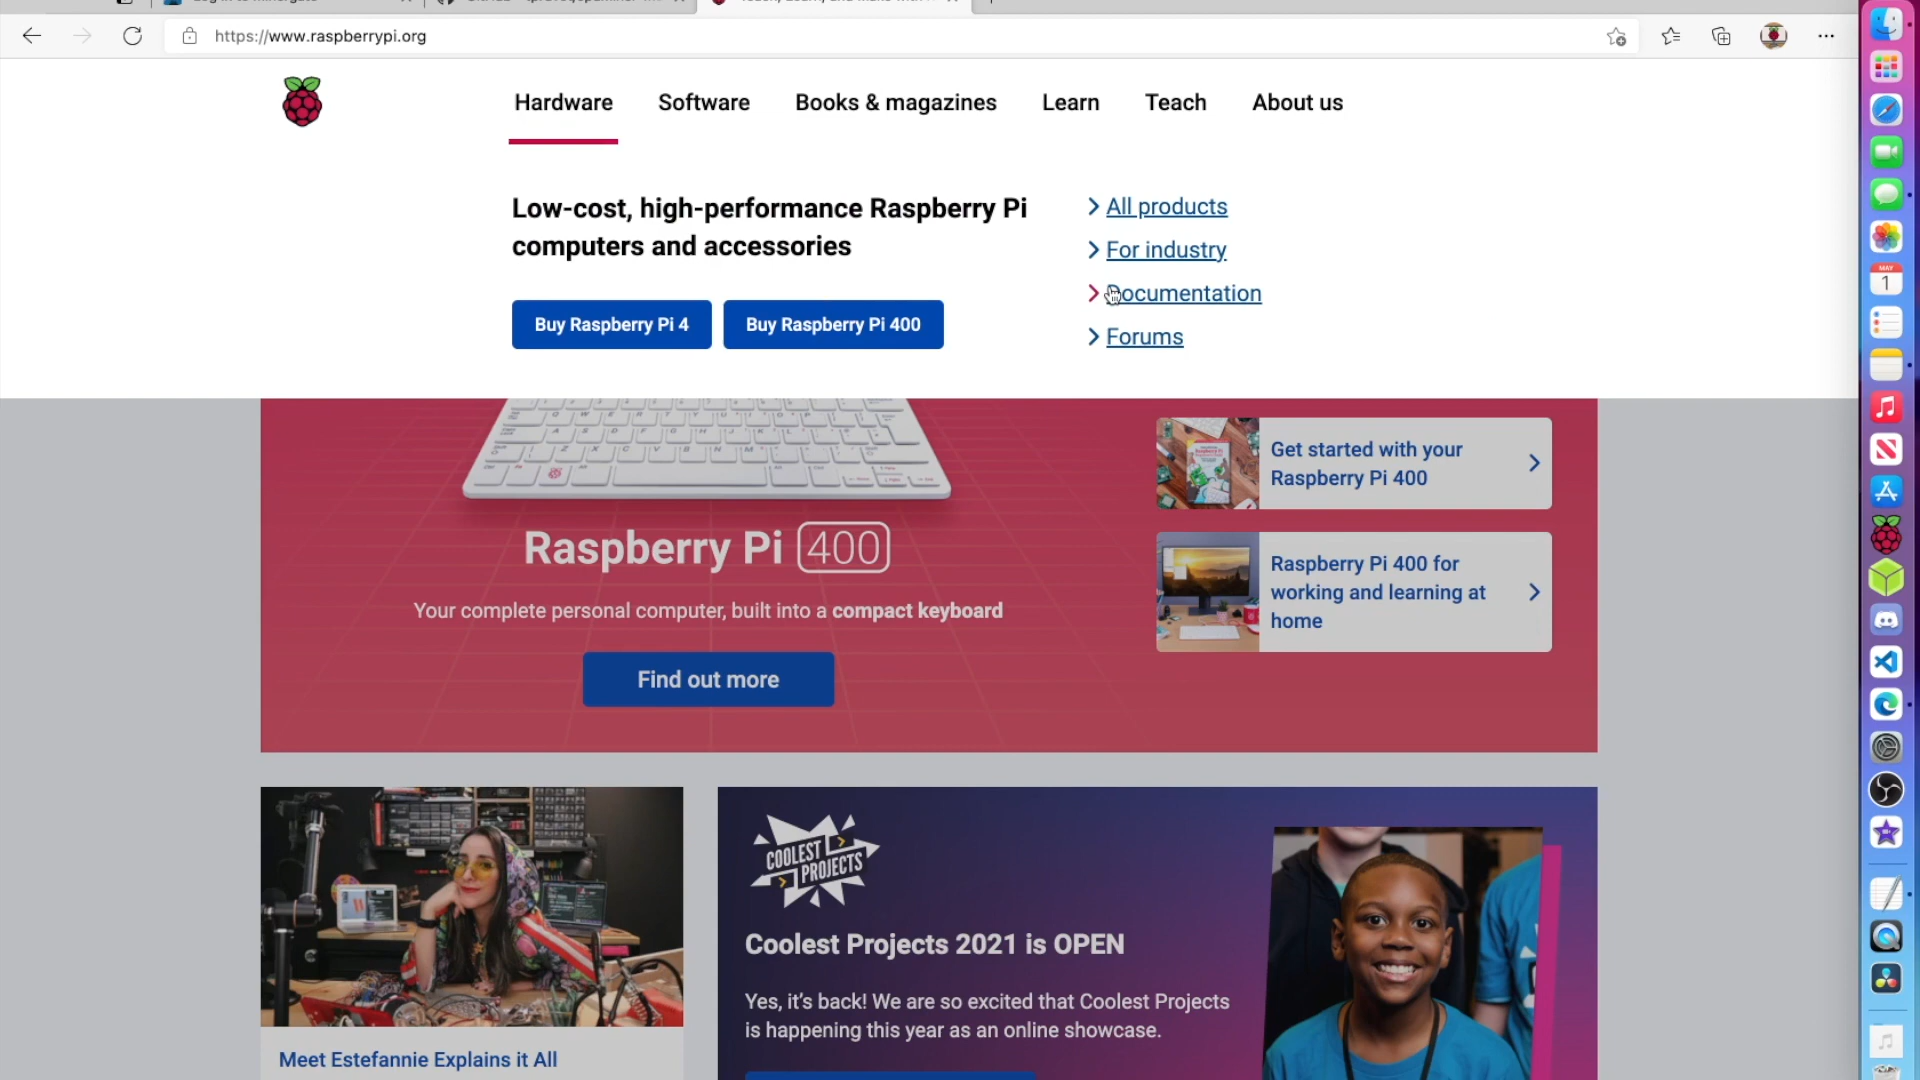 https://www.raspberrypi.org
Hardware
Software
Books & magazines
Learn
Teach
About us
Low-cost, high-performance Raspberry Pi
computers and accessories
Buy Raspberry Pi 4
Buy Raspberry Pi 400
All products
For industry
Documentation
Forums
Raspberry Pi 400
Your complete personal computer, built into a compact keyboard
Find out more
Get started with your
Raspberry Pi 400
Raspberry Pi 400 for
working and learning at
home
Meet Estefannie Explains it All
COOLEST
PROJECTS
Coolest Projects 2021 is OPEN
Yes, it's back! We are so excited that Coolest Projects
is happening this year as an online showcase.
MAY
1